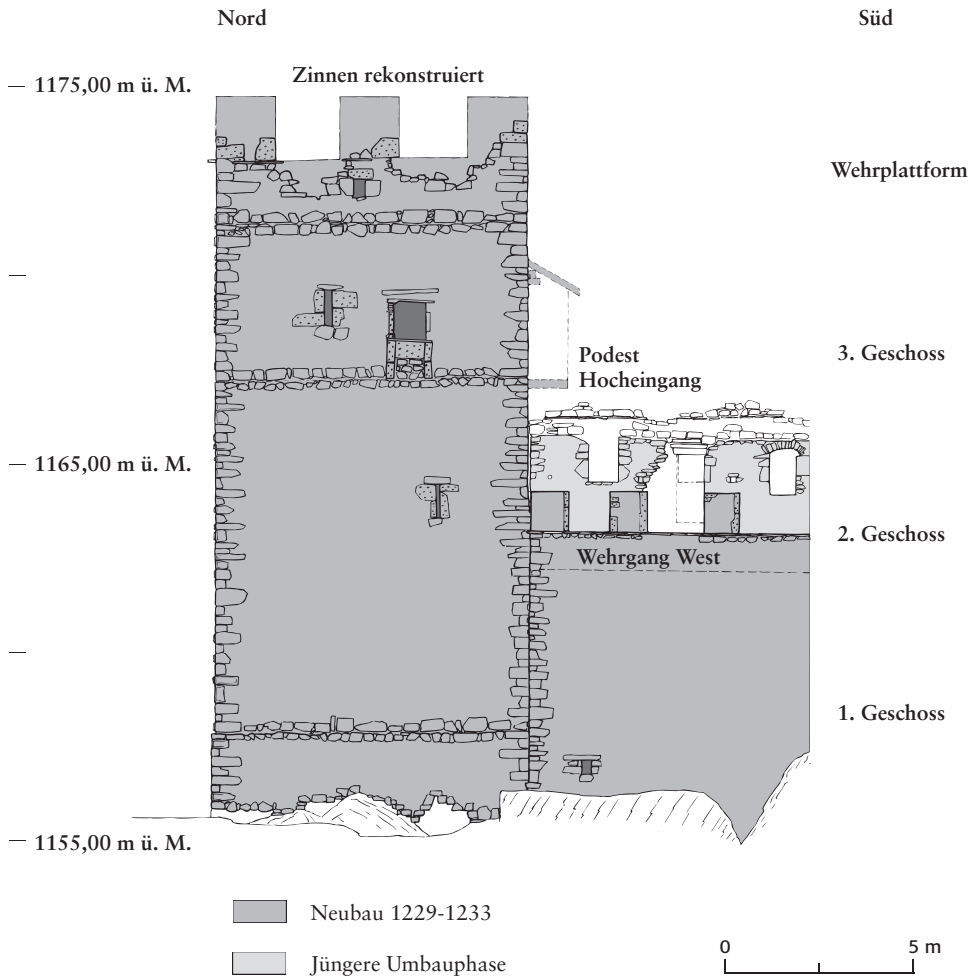 Nord
Süd
1175,00 m ü. M.
Zinnen rekonstruiert
Wehrplattform
3. Geschoss
Podest
Hocheingang
1165,00 m ü. M.
2. Geschoss
Wehrgang West
1. Geschoss
1155,00 m ü. M.
Neubau 1229-1233
Jüngere Umbauphase
0
5 m